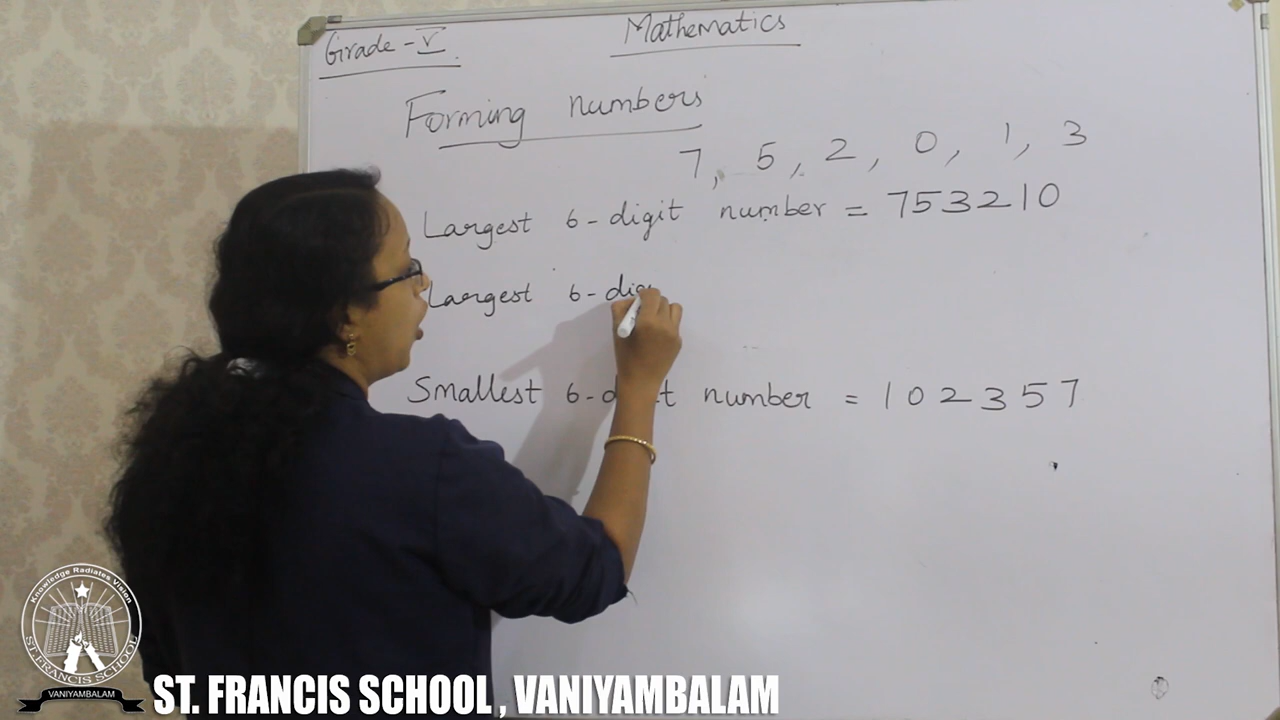 Grade - V
Mathematics
Forming numbers
7, 5, 2, 0, 1, 3
Largest 6-digit number = 753210
Largest 6-dig
Smallest 6-d t number = 102357
Knowledge Radiates Vision
ST. FRANCIS SCHOOL
VANIYAMBALAM
ST. FRANCIS SCHOOL, VANIYAMBALAM